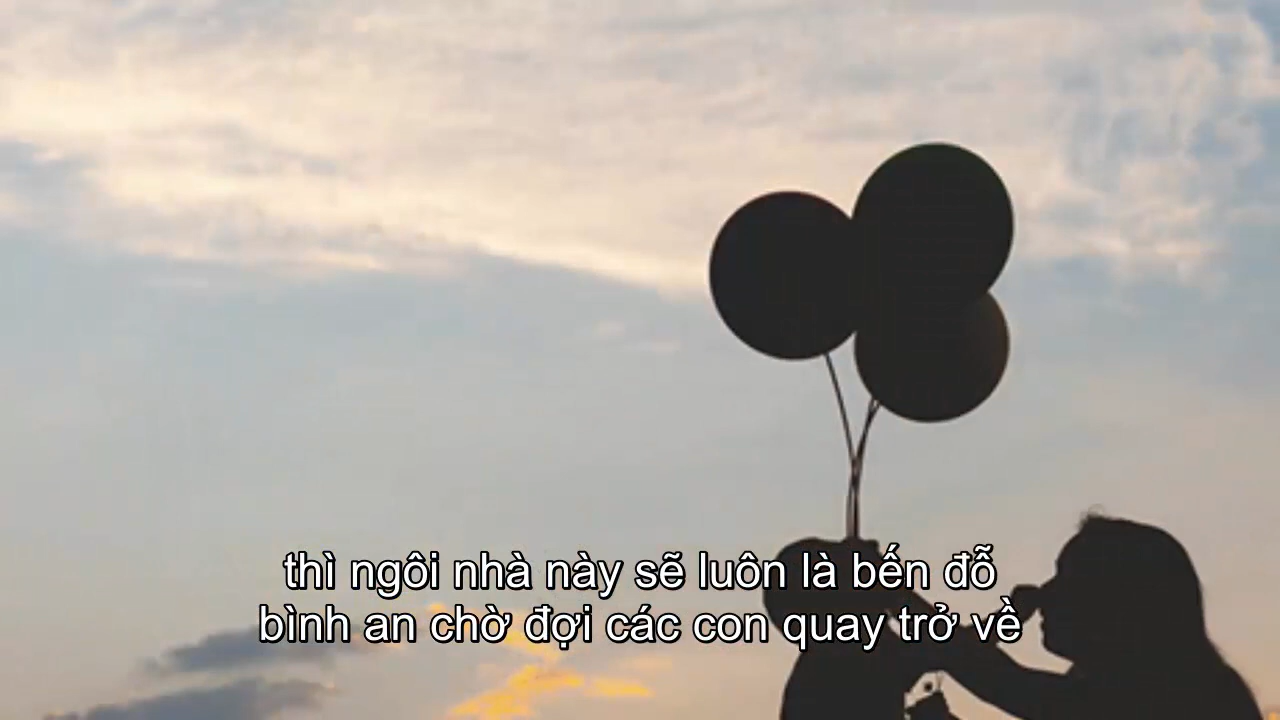 thì ngôi nhà này sẽ luôn là bến đỗ
bình an chờ đợi các con quay trở về